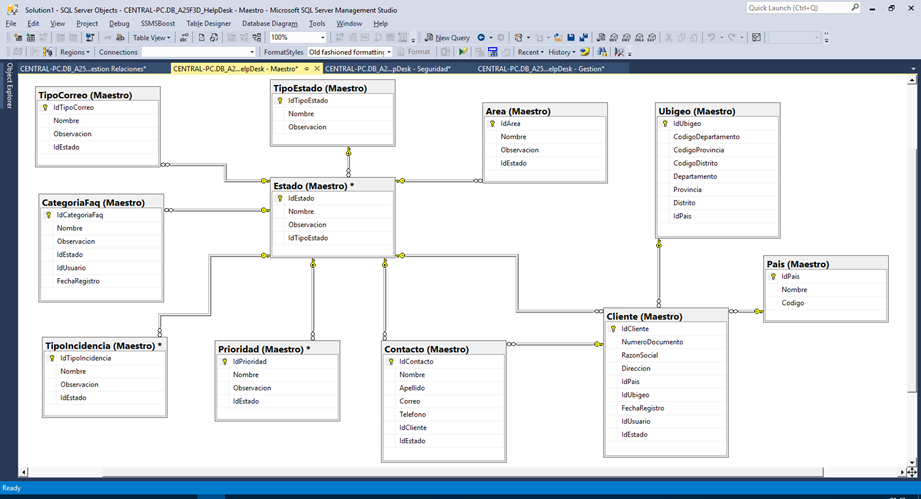 Solution1 - SQL Server Objects - CENTRAL-PC.DB_A25F3D_HelpDesk - Maestro - Microsoft SQL Server Management Studio
Quick Launch (Ctrl+Q)
File Edit View Project Debug SSMSBoost Table Designer Database Diagram Tools Window Help
Table View 100% New Query
Regions Connections FormatStyles Old fashioned formatting Format Recent History
CENTRAL-PC.DB_A25...estion Relaciones* CENTRAL-PC.DB_A2...elpDesk - Maestro* CENTRAL-PC.DB_A25...pDesk - Seguridad* CENTRAL-PC.DB_A25...elpDesk - Gestion*
Object Explorer
TipoCorreo (Maestro)
IdTipoCorreo
Nombre
Observacion
IdEstado
TipoEstado (Maestro)
IdTipoEstado
Nombre
Observacion
Area (Maestro)
IdArea
Nombre
Observacion
IdEstado
Ubigeo (Maestro)
IdUbigeo
CodigoDepartamento
CodigoProvincia
CodigoDistrito
Departamento
Provincia
Distrito
IdPais
CategoriaFaq (Maestro)
IdCategoriaFaq
Nombre
Observacion
IdEstado
IdUsuario
FechaRegistro
Estado (Maestro) *
IdEstado
Nombre
Observacion
IdTipoEstado
Pais (Maestro)
IdPais
Nombre
Codigo
TipoIncidencia (Maestro) *
IdTipoIncidencia
Nombre
Observacion
IdEstado
Prioridad (Maestro) *
IdPrioridad
Nombre
Observacion
IdEstado
Contacto (Maestro)
IdContacto
Nombre
Apellido
Correo
Telefono
IdCliente
IdEstado
Cliente (Maestro)
IdCliente
NumeroDocumento
RazonSocial
Direccion
IdPais
IdUbigeo
FechaRegistro
IdUsuario
IdEstado
Ready